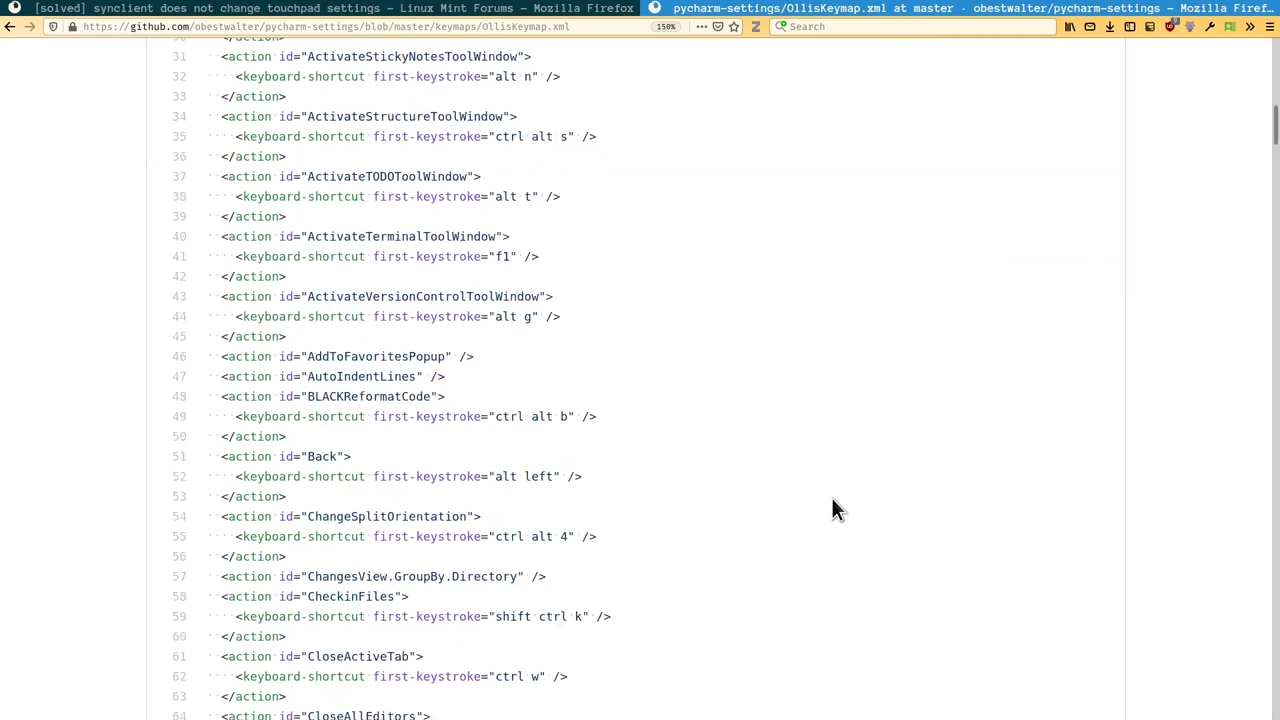 [solved] synclient does not change touchpad settings – Linux Mint Forums - Mozilla Firefox
pycharm-settings/OllisKeymap.xml at master · obestwalter/pycharm-settings - Mozilla Firef…
https://github.com/obestwalter/pycharm-settings/blob/master/keymaps/OllisKeymap.xml 150% Search
30 </action>
31 <action id="ActivateStickyNotesToolWindow">
32 <keyboard-shortcut first-keystroke="alt n" />
33 </action>
34 <action id="ActivateStructureToolWindow">
35 <keyboard-shortcut first-keystroke="ctrl alt s" />
36 </action>
37 <action id="ActivateTODOToolWindow">
38 <keyboard-shortcut first-keystroke="alt t" />
39 </action>
40 <action id="ActivateTerminalToolWindow">
41 <keyboard-shortcut first-keystroke="f1" />
42 </action>
43 <action id="ActivateVersionControlToolWindow">
44 <keyboard-shortcut first-keystroke="alt g" />
45 </action>
46 <action id="AddToFavoritesPopup" />
47 <action id="AutoIndentLines" />
48 <action id="BLACKReformatCode">
49 <keyboard-shortcut first-keystroke="ctrl alt b" />
50 </action>
51 <action id="Back">
52 <keyboard-shortcut first-keystroke="alt left" />
53 </action>
54 <action id="ChangeSplitOrientation">
55 <keyboard-shortcut first-keystroke="ctrl alt 4" />
56 </action>
57 <action id="ChangesView.GroupBy.Directory" />
58 <action id="CheckinFiles">
59 <keyboard-shortcut first-keystroke="shift ctrl k" />
60 </action>
61 <action id="CloseActiveTab">
62 <keyboard-shortcut first-keystroke="ctrl w" />
63 </action>
64 <action id="CloseAllEditors">